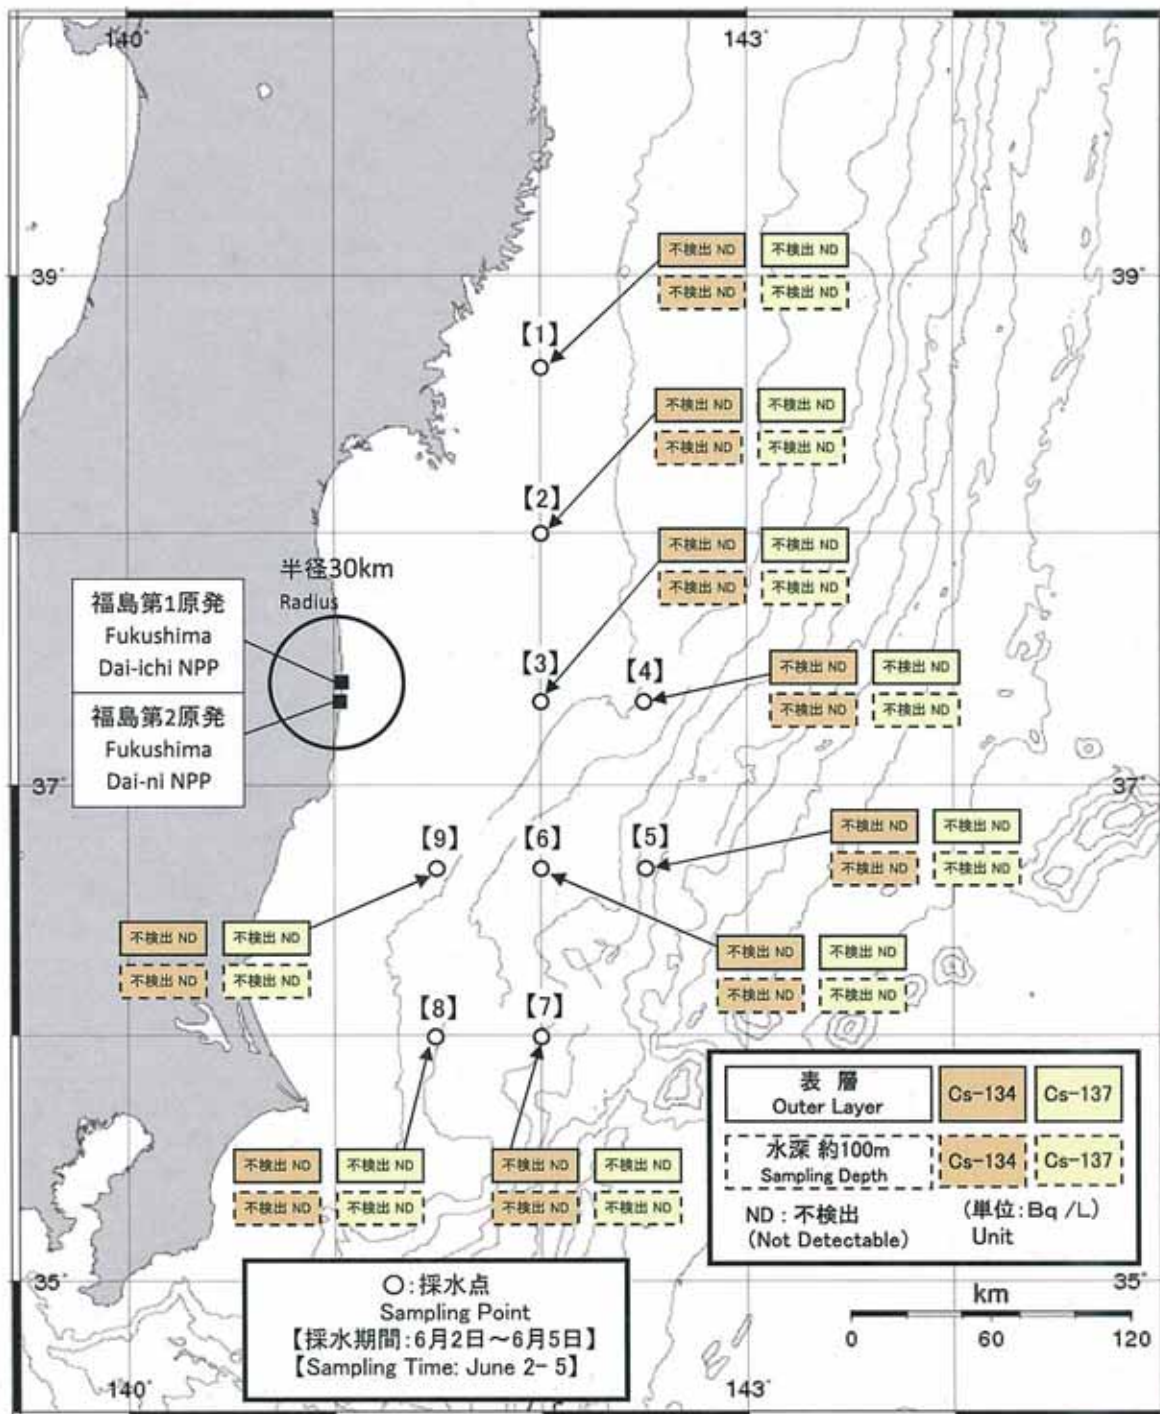 140°
143°
39°
39°
不検出 ND
不検出 ND
不検出 ND
不検出 ND
【1】
不検出 ND
不検出 ND
不検出 ND
不検出 ND
【2】
不検出 ND
不検出 ND
不検出 ND
不検出 ND
半径30km
Radius
福島第1原発
Fukushima
Dai-ichi NPP
福島第2原発
Fukushima
Dai-ni NPP
【3】
【4】
不検出 ND
不検出 ND
不検出 ND
不検出 ND
37°
37°
【9】
【6】
【5】
不検出 ND
不検出 ND
不検出 ND
不検出 ND
不検出 ND
不検出 ND
不検出 ND
不検出 ND
不検出 ND
不検出 ND
不検出 ND
不検出 ND
【8】
【7】
不検出 ND
不検出 ND
不検出 ND
不検出 ND
不検出 ND
不検出 ND
不検出 ND
不検出 ND
表 層
Outer Layer
Cs-134
Cs-137
水深 約100m
Sampling Depth
Cs-134
Cs-137
ND : 不検出
(Not Detectable)
(単位:Bq /L)
Unit
35°
35°
○:採水点
Sampling Point
【採水期間:6月2日～6月5日】
【Sampling Time: June 2- 5】
km
0 60 120
140°
143°